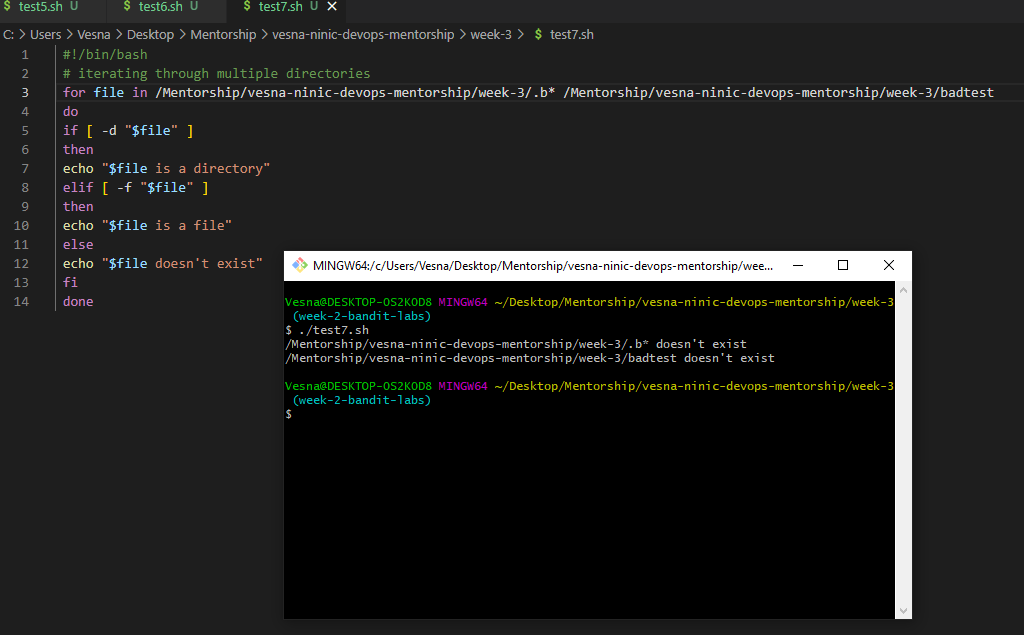 $ test5.sh U $ test6.sh U $ test7.sh U ✕
C: > Users > Vesna > Desktop > Mentorship > vesna-ninic-devops-mentorship > week-3 > $ test7.sh
1 #!/bin/bash
2 # iterating through multiple directories
3 for file in /Mentorship/vesna-ninic-devops-mentorship/week-3/.b* /Mentorship/vesna-ninic-devops-mentorship/week-3/badtest
4 do
5 if [ -d "$file" ]
6 then
7 echo "$file is a directory"
8 elif [ -f "$file" ]
9 then
10 echo "$file is a file"
11 else
12 echo "$file doesn't exist"
13 fi
14 done
MINGW64:/c/Users/Vesna/Desktop/Mentorship/vesna-ninic-devops-mentorship/wee...
Vesna@DESKTOP-OS2KOD8 MINGW64 ~/Desktop/Mentorship/vesna-ninic-devops-mentorship/week-3
(week-2-bandit-labs)
$ ./test7.sh
/Mentorship/vesna-ninic-devops-mentorship/week-3/.b* doesn't exist
/Mentorship/vesna-ninic-devops-mentorship/week-3/badtest doesn't exist
Vesna@DESKTOP-OS2KOD8 MINGW64 ~/Desktop/Mentorship/vesna-ninic-devops-mentorship/week-3
(week-2-bandit-labs)
$